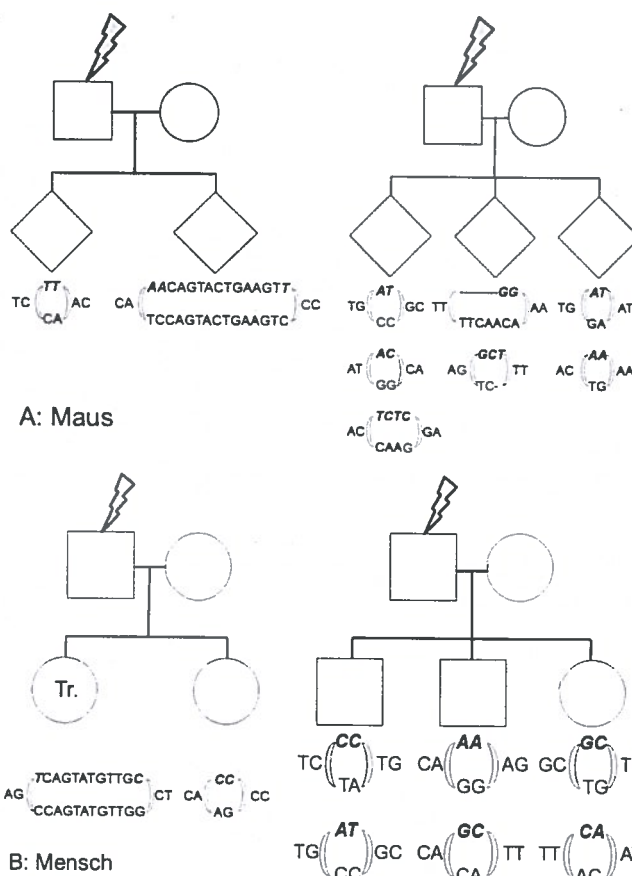 TT AACAGTACTGAAGTT
TC AC CA CC
CA TCCAGTACTGAAGTC
AT GG AT
TG GC TT AA TG AT
CC TTCAACA GA
AC GCT AA
AT CA AG TT AC AA
GG TC- TG
TCTC
AC GA
CAAG
A: Maus
Tr.
TCAGTATGTTGC CC
AG CT CA CC
CCAGTATGTTGG AG
CC AA GC
TC TG CA AG GC T
TA GG TG
AT GC CA
TG GC CA TT TT A
CC CA AC
B: Mensch